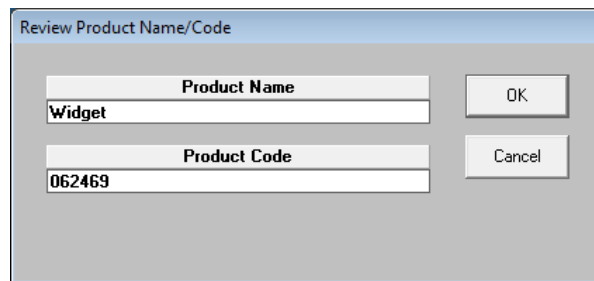 Review Product Name/Code
Product Name
Widget
OK
Product Code
062469
Cancel